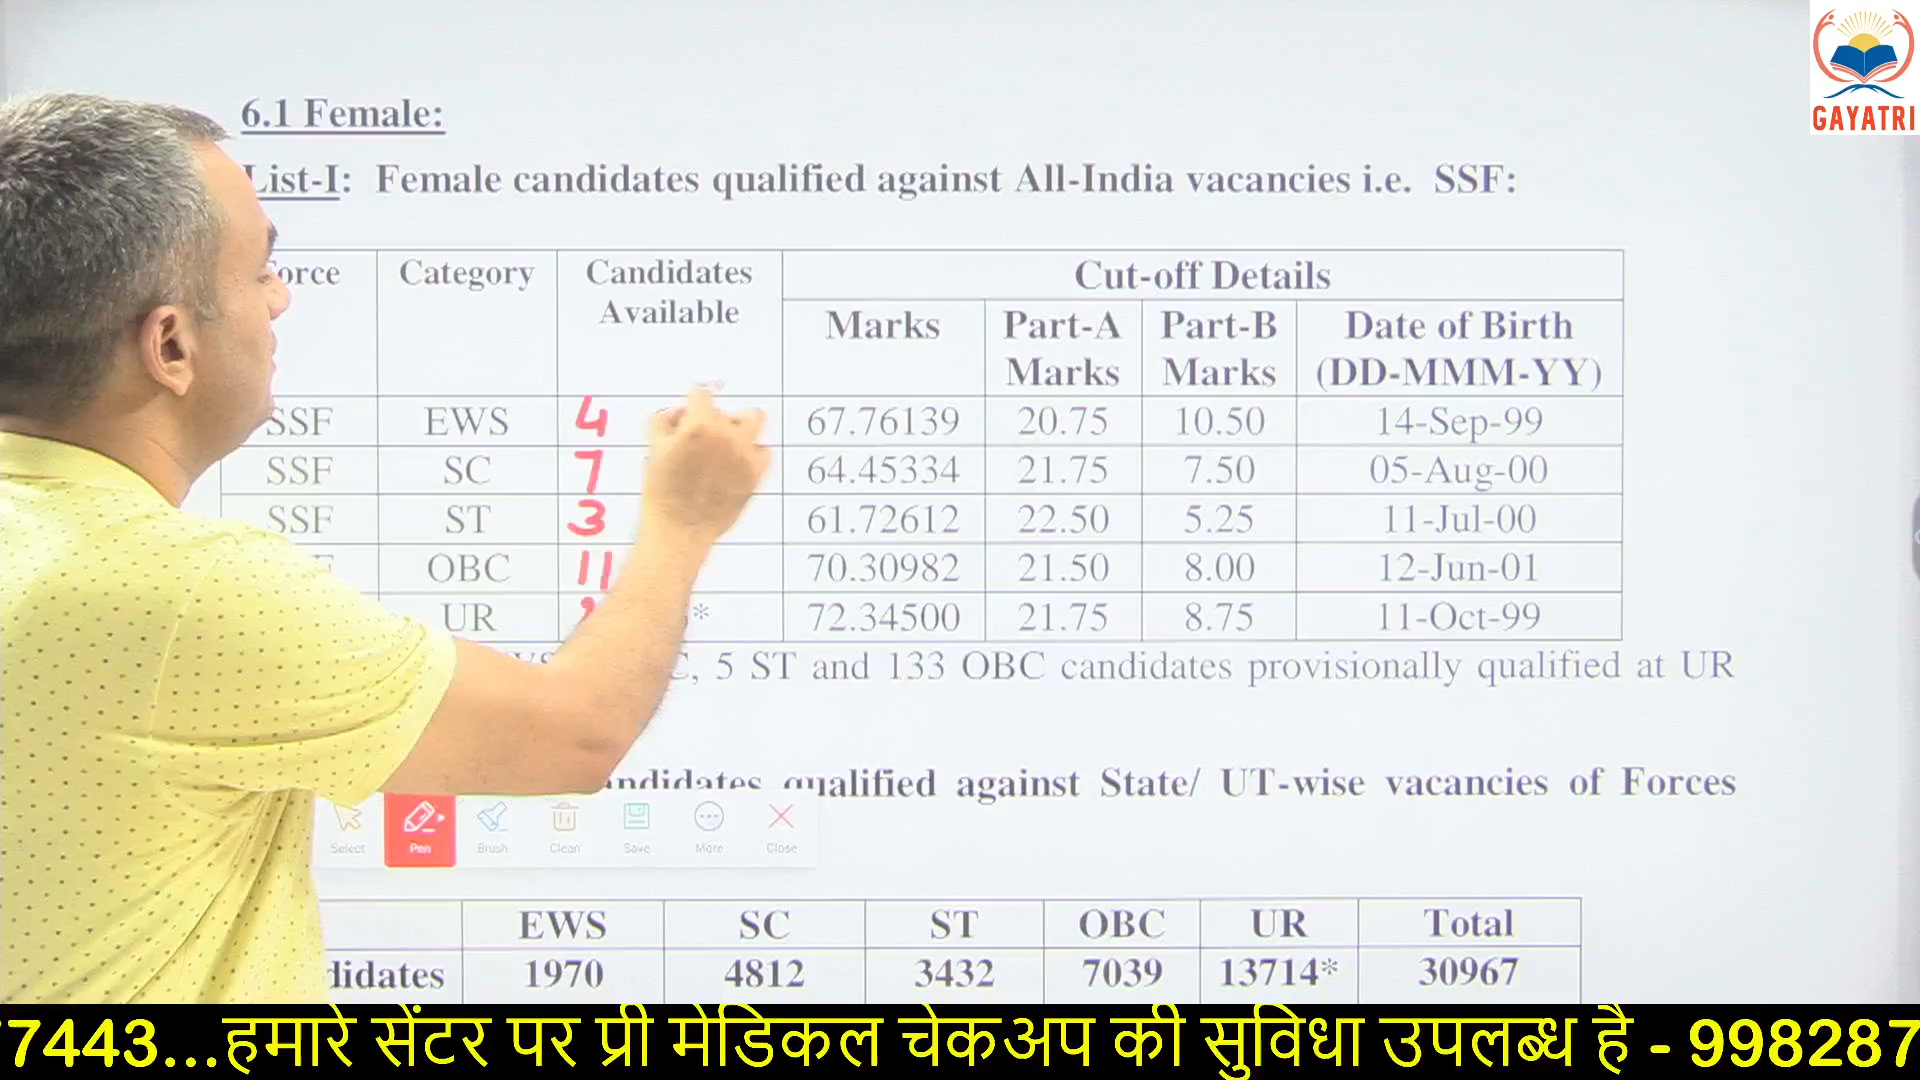 GAYATRI
6.1 Female:
List-I: Female candidates qualified against All-India vacancies i.e. SSF:
Category Candidates Available Cut-off Details
Marks Part-A Marks Part-B Marks Date of Birth (DD-MMM-YY)
SSF EWS 4 67.76139 20.75 10.50 14-Sep-99
SSF SC 7 64.45334 21.75 7.50 05-Aug-00
SSF ST 3 61.72612 22.50 5.25 11-Jul-00
OBC 11 70.30982 21.50 8.00 12-Jun-01
UR * 72.34500 21.75 8.75 11-Oct-99
5 ST and 133 OBC candidates provisionally qualified at UR
qualified against State/ UT-wise vacancies of Forces
Select Pen Brush Clean Save More Close
EWS SC ST OBC UR Total
1970 4812 3432 7039 13714* 30967
7443...हमारे सेंटर पर प्री मेडिकल चेकअप की सुविधा उपलब्ध है - 998287